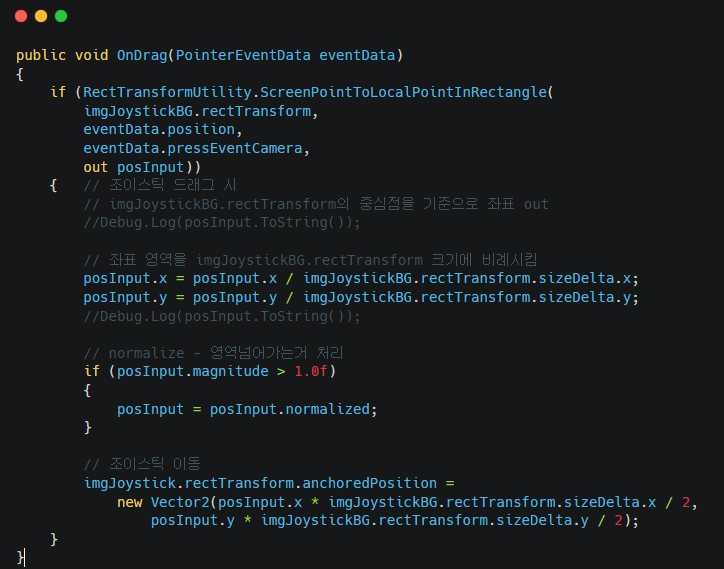 public void OnDrag(PointerEventData eventData)
{
    if (RectTransformUtility.ScreenPointToLocalPointInRectangle(
        imgJoystickBG.rectTransform,
        eventData.position,
        eventData.pressEventCamera,
        out posInput))
    {   // 조이스틱 드래그 시
        // imgJoystickBG.rectTransform의 중심점을 기준으로 좌표 out
        //Debug.Log(posInput.ToString());

        // 좌표 영역을 imgJoystickBG.rectTransform 크기에 비례시킴
        posInput.x = posInput.x / imgJoystickBG.rectTransform.sizeDelta.x;
        posInput.y = posInput.y / imgJoystickBG.rectTransform.sizeDelta.y;
        //Debug.Log(posInput.ToString());

        // normalize - 영역넘어가는거 처리
        if (posInput.magnitude > 1.0f)
        {
            posInput = posInput.normalized;
        }

        // 조이스틱 이동
        imgJoystick.rectTransform.anchoredPosition =
            new Vector2(posInput.x * imgJoystickBG.rectTransform.sizeDelta.x / 2,
                posInput.y * imgJoystickBG.rectTransform.sizeDelta.y / 2);
    }
}